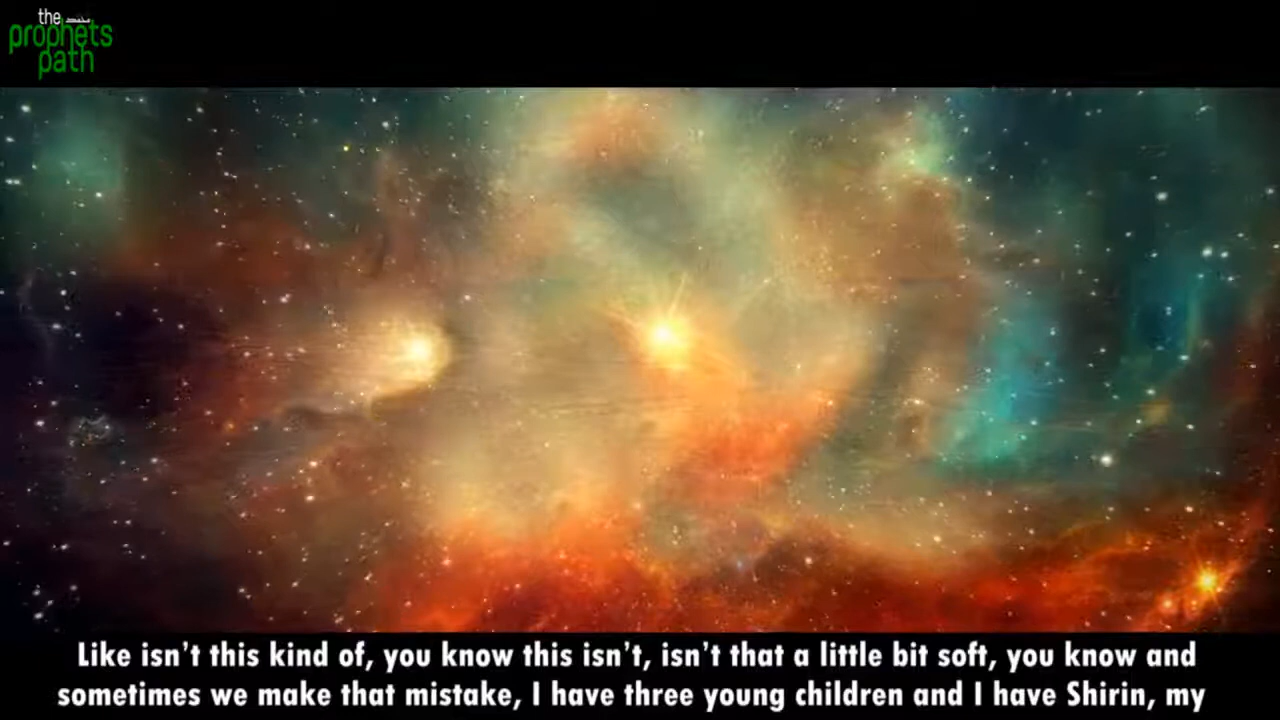 the
prophets
path
Like isn't this kind of, you know this isn't, isn't that a little bit soft, you know and
sometimes we make that mistake, I have three young children and I have Shirin, my